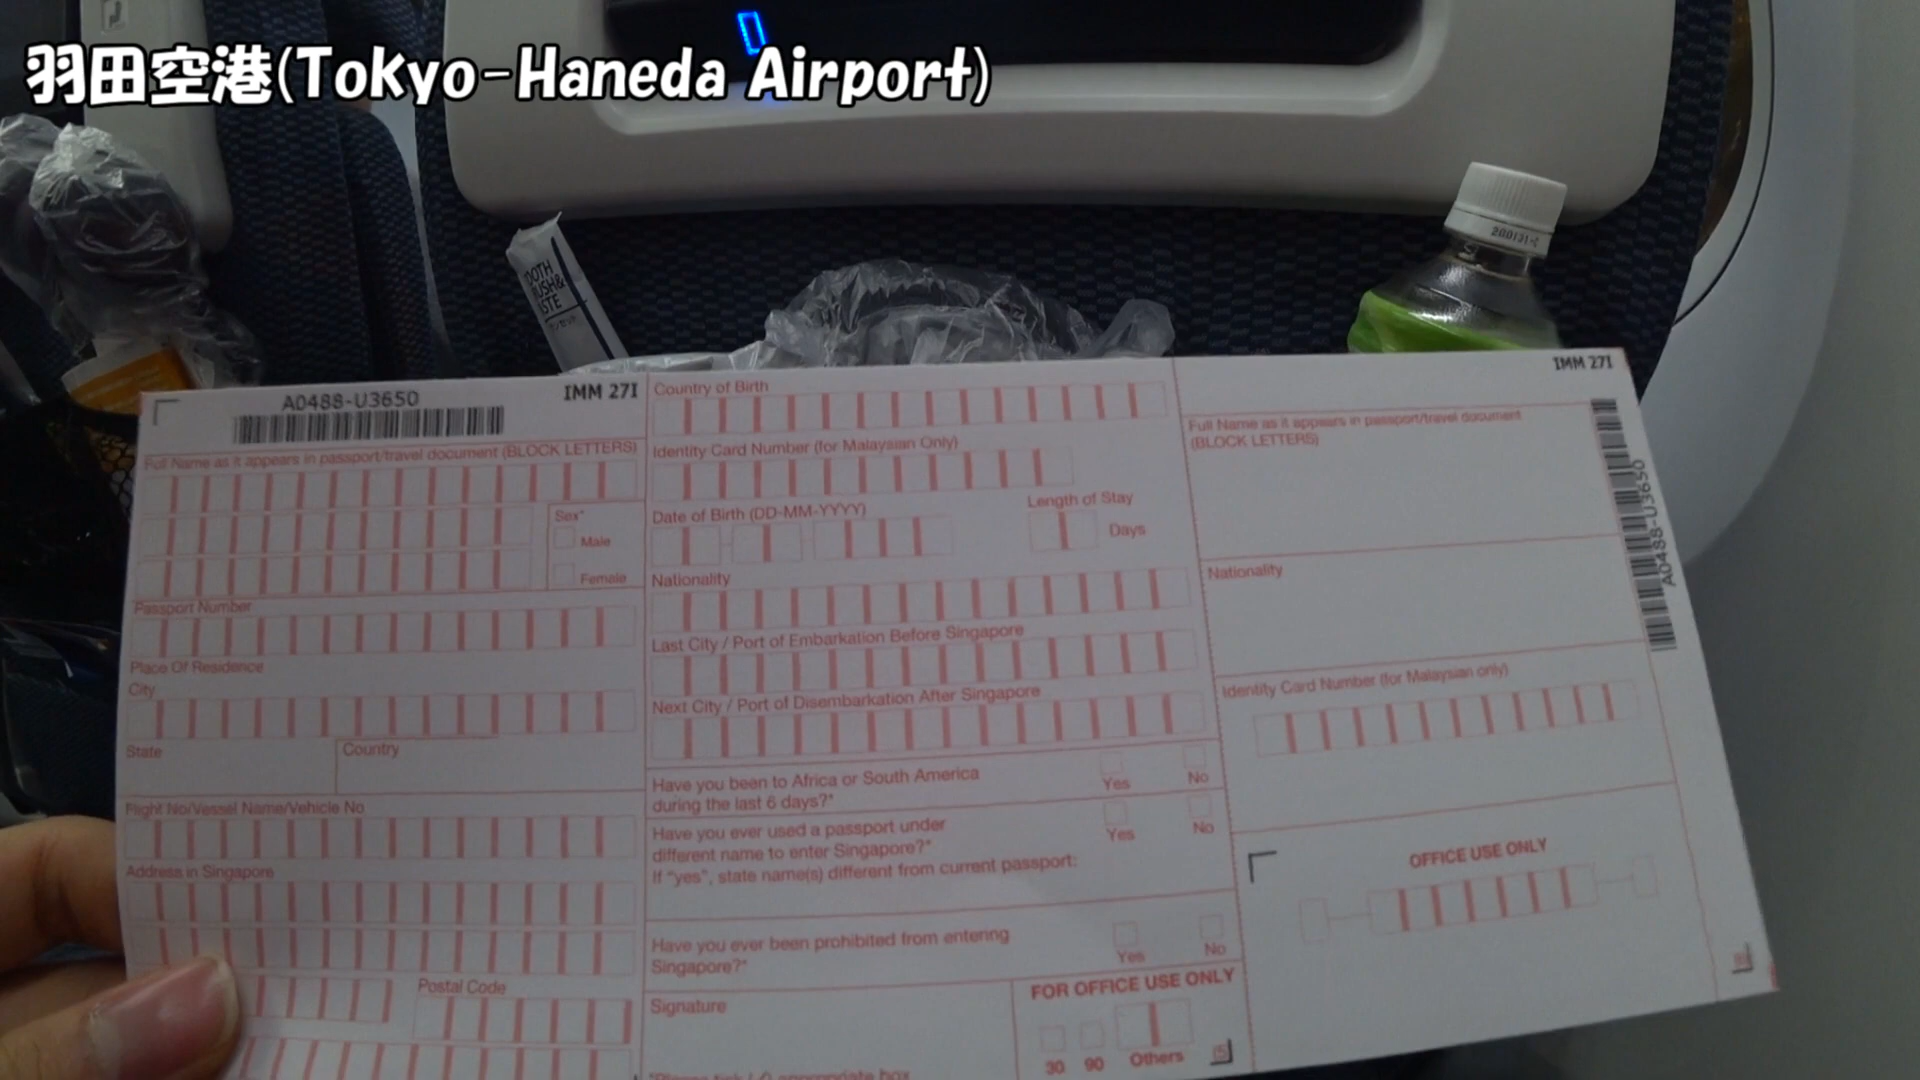 羽田空港(Tokyo-Haneda Airport)
200131-C
A0488-U3650
IMM 27I
Full Name as it appears in passport/travel document (BLOCK LETTERS)
Sex*
Male
Female
Passport Number
Place Of Residence
City
State
Country
Flight No/Vessel Name/Vehicle No
Address in Singapore
Postal Code
Country of Birth
Identity Card Number (for Malaysian Only)
Date of Birth (DD-MM-YYYY)
Length of Stay
Days
Nationality
Last City / Port of Embarkation Before Singapore
Next City / Port of Disembarkation After Singapore
Have you been to Africa or South America
during the last 6 days?*
Yes
No
Have you ever used a passport under
different name to enter Singapore?*
If "yes", state name(s) different from current passport:
Yes
No
Have you ever been prohibited from entering
Singapore?*
Yes
No
Signature
FOR OFFICE USE ONLY
30
90
Others
IMM 27I
Full Name as it appears in passport/travel document
(BLOCK LETTERS)
A0488-U3650
Nationality
Identity Card Number (for Malaysian only)
OFFICE USE ONLY